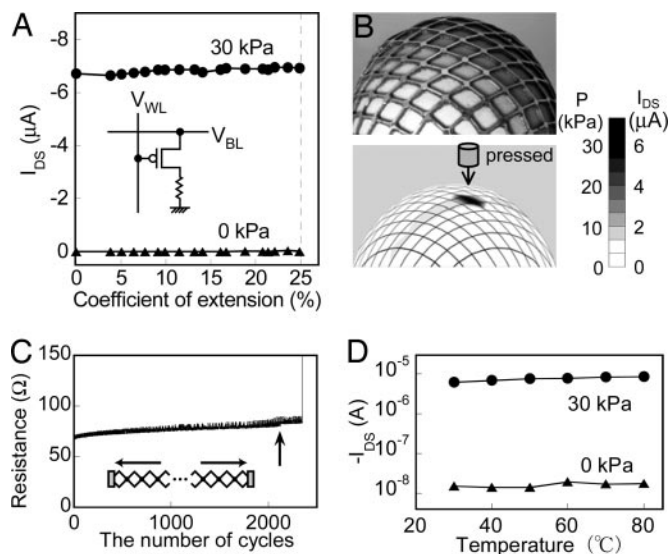 A
-8
-6
-4
-2
0
I_DS (μA)
30 kPa
V_WL
V_BL
0 kPa
0 5 10 15 20 25
Coefficient of extension (%)
B
pressed
P I_DS
(kPa) (μA)
30 6
20 4
10 2
0 0
C
150
100
50
0
Resistance (Ω)
0 1000 2000
The number of cycles
D
10⁻⁵
10⁻⁶
10⁻⁷
10⁻⁸
-I_DS (A)
30 kPa
0 kPa
20 40 60 80
Temperature (℃)